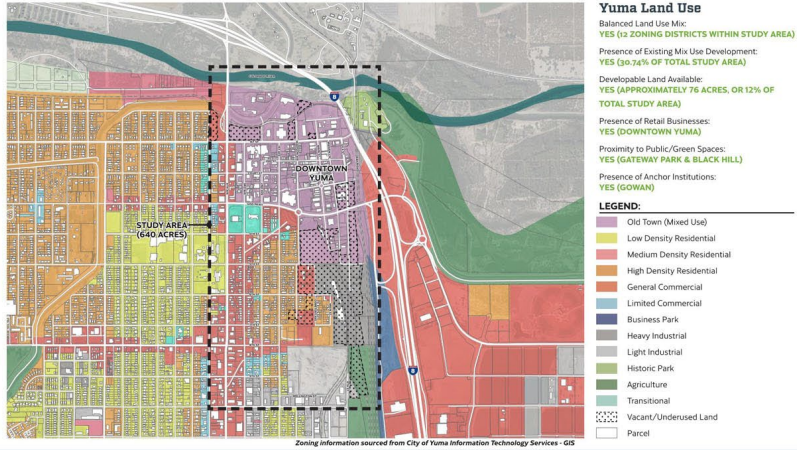 Yuma Land Use
Balanced Land Use Mix:
YES (12 ZONING DISTRICTS WITHIN STUDY AREA)
Presence of Existing Mix Use Development:
YES (30.74% OF TOTAL STUDY AREA)
Developable Land Available:
YES (APPROXIMATELY 76 ACRES, OR 12% OF
TOTAL STUDY AREA)
Presence of Retail Businesses:
YES (DOWNTOWN YUMA)
Proximity to Public/Green Spaces:
YES (GATEWAY PARK & BLACK HILL)
Presence of Anchor Institutions:
YES (GOWAN)
LEGEND:
Old Town (Mixed Use)
Low Density Residential
Medium Density Residential
High Density Residential
General Commercial
Limited Commercial
Business Park
Heavy Industrial
Light Industrial
Historic Park
Agriculture
Transitional
Vacant/Underused Land
Parcel
8
DOWNTOWN
YUMA
STUDY AREA
(640 ACRES)
8
Zoning information sourced from City of Yuma Information Technology Services - GIS